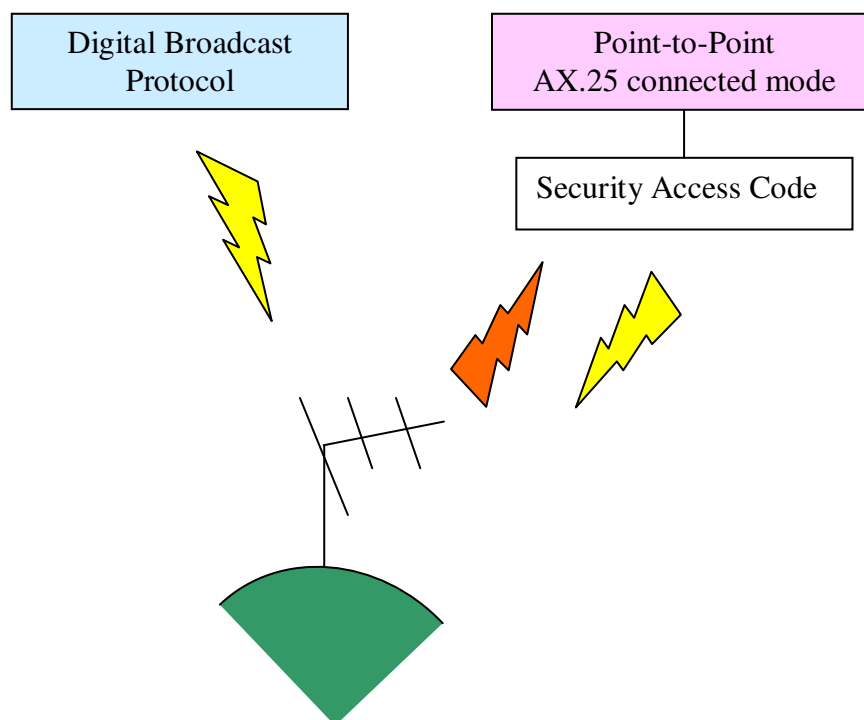 Digital Broadcast
Protocol
Point-to-Point
AX.25 connected mode
Security Access Code